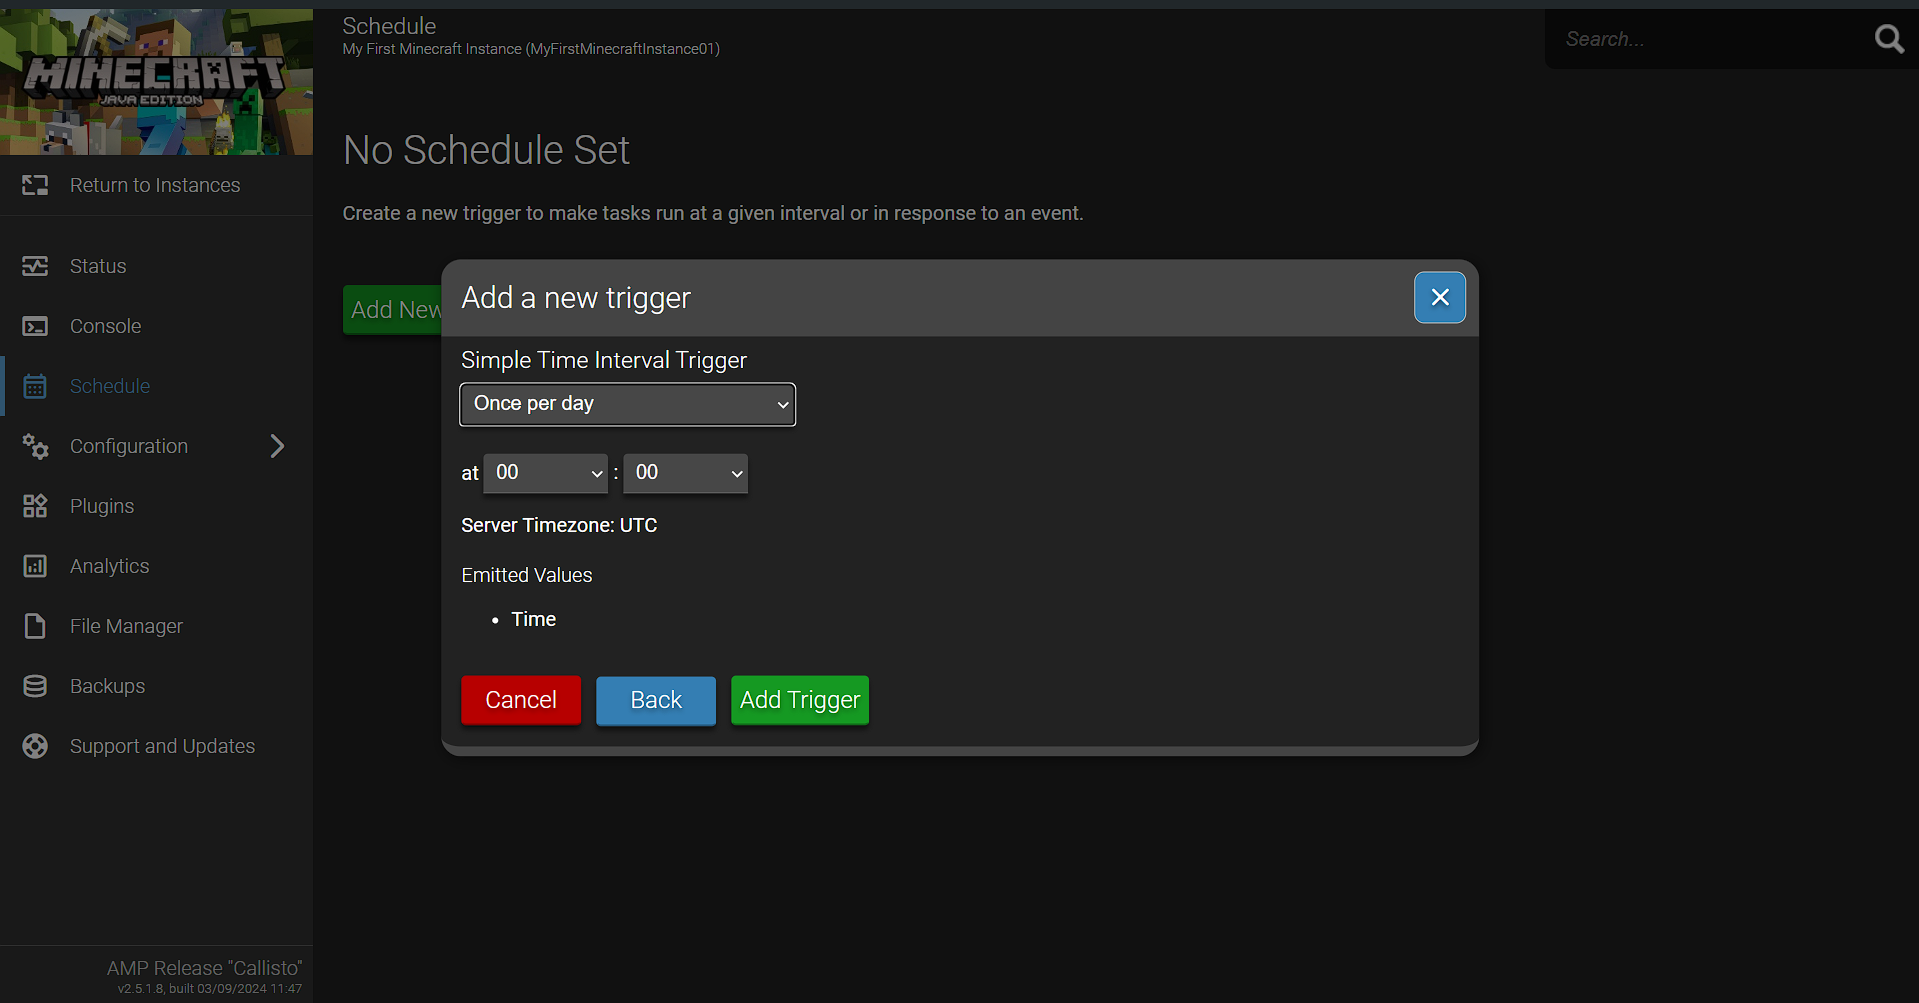 MINECRAFT
JAVA EDITION
Return to Instances
Status
Console
Schedule
Configuration
Plugins
Analytics
File Manager
Backups
Support and Updates
AMP Release "Callisto"
v2.5.1.8, built 03/09/2024 11:47
Schedule
My First Minecraft Instance (MyFirstMinecraftInstance01)
Search...
No Schedule Set
Create a new trigger to make tasks run at a given interval or in response to an event.
Add New
Add a new trigger
Simple Time Interval Trigger
Once per day
at 00 : 00
Server Timezone: UTC
Emitted Values
• Time
Cancel Back Add Trigger